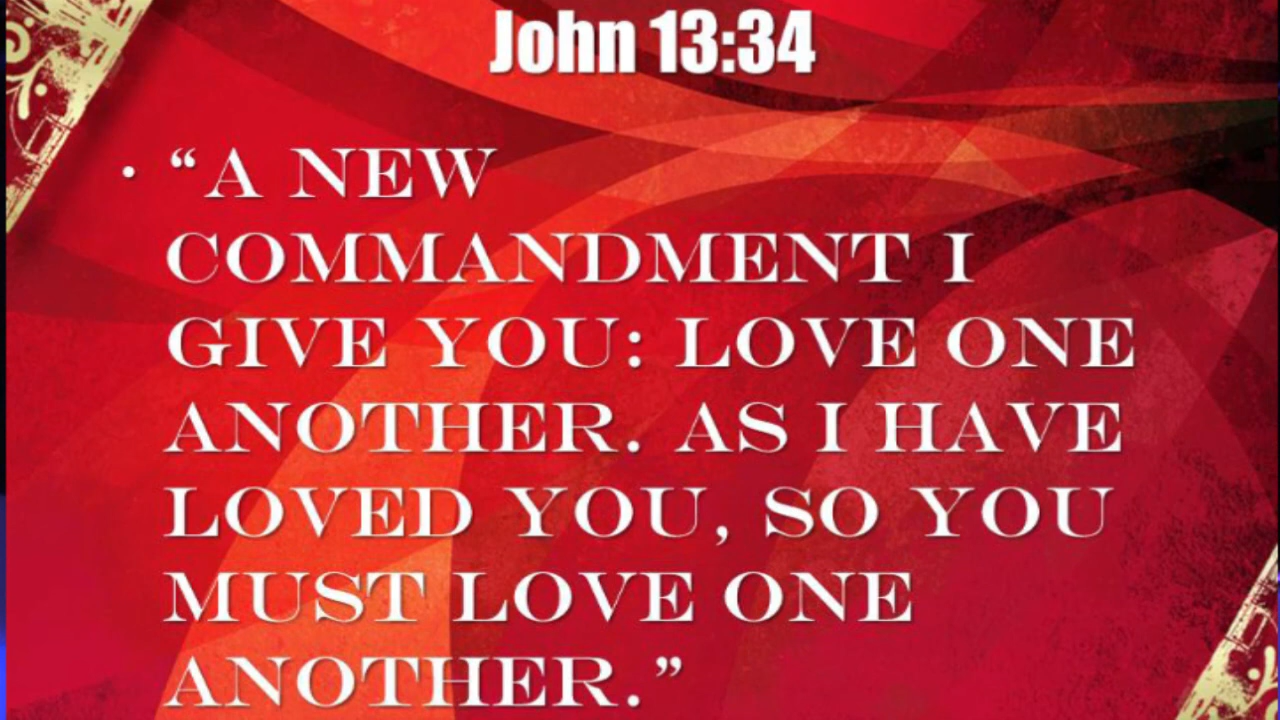 John 13:34
• “A NEW
COMMANDMENT I
GIVE YOU: LOVE ONE
ANOTHER. AS I HAVE
LOVED YOU, SO YOU
MUST LOVE ONE
ANOTHER.”